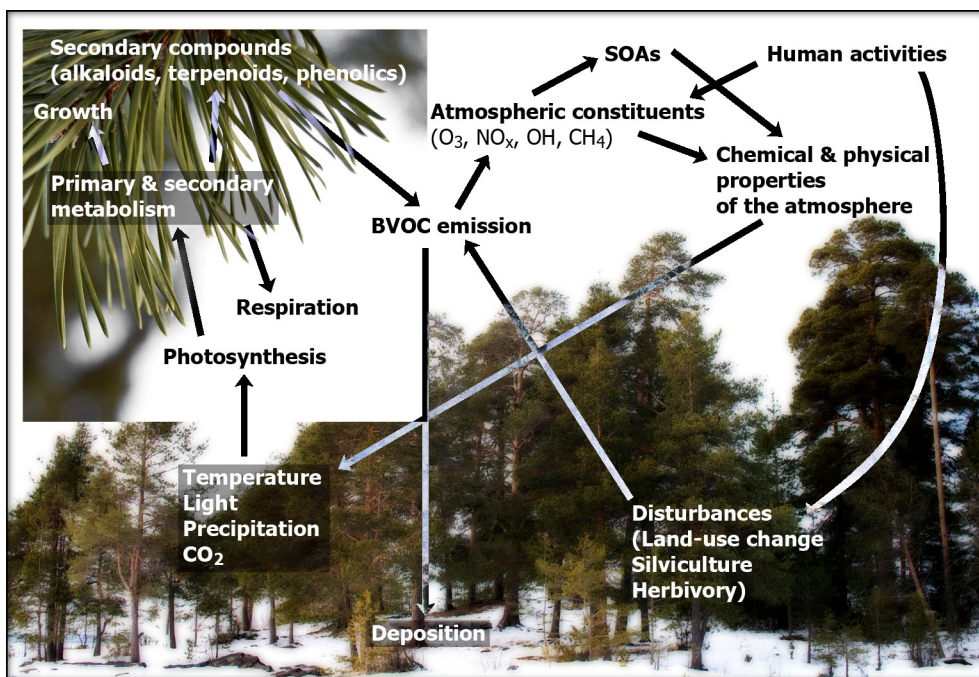 Secondary compounds
(alkaloids, terpenoids, phenolics)
Growth
Primary & secondary
metabolism
Respiration
Photosynthesis
Temperature
Light
Precipitation
CO₂
SOAs
Human activities
Atmospheric constituents
(O₃, NOₓ, OH, CH₄)
Chemical & physical
properties
of the atmosphere
BVOC emission
Disturbances
(Land-use change
Silviculture
Herbivory)
Deposition